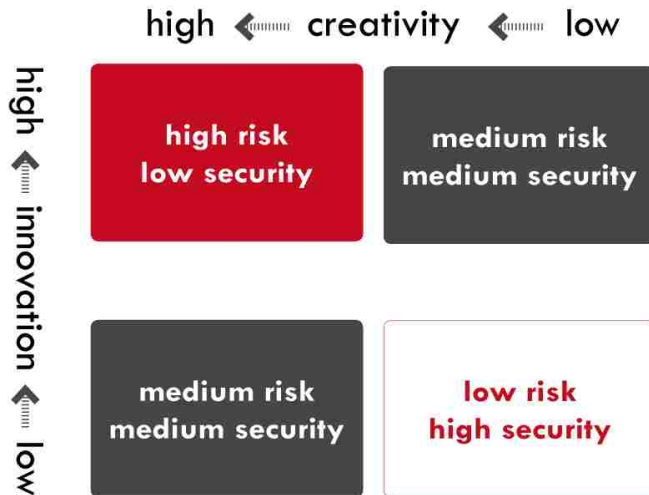 high creativity low
high
innovation
low
high risk
low security
medium risk
medium security
medium risk
medium security
low risk
high security